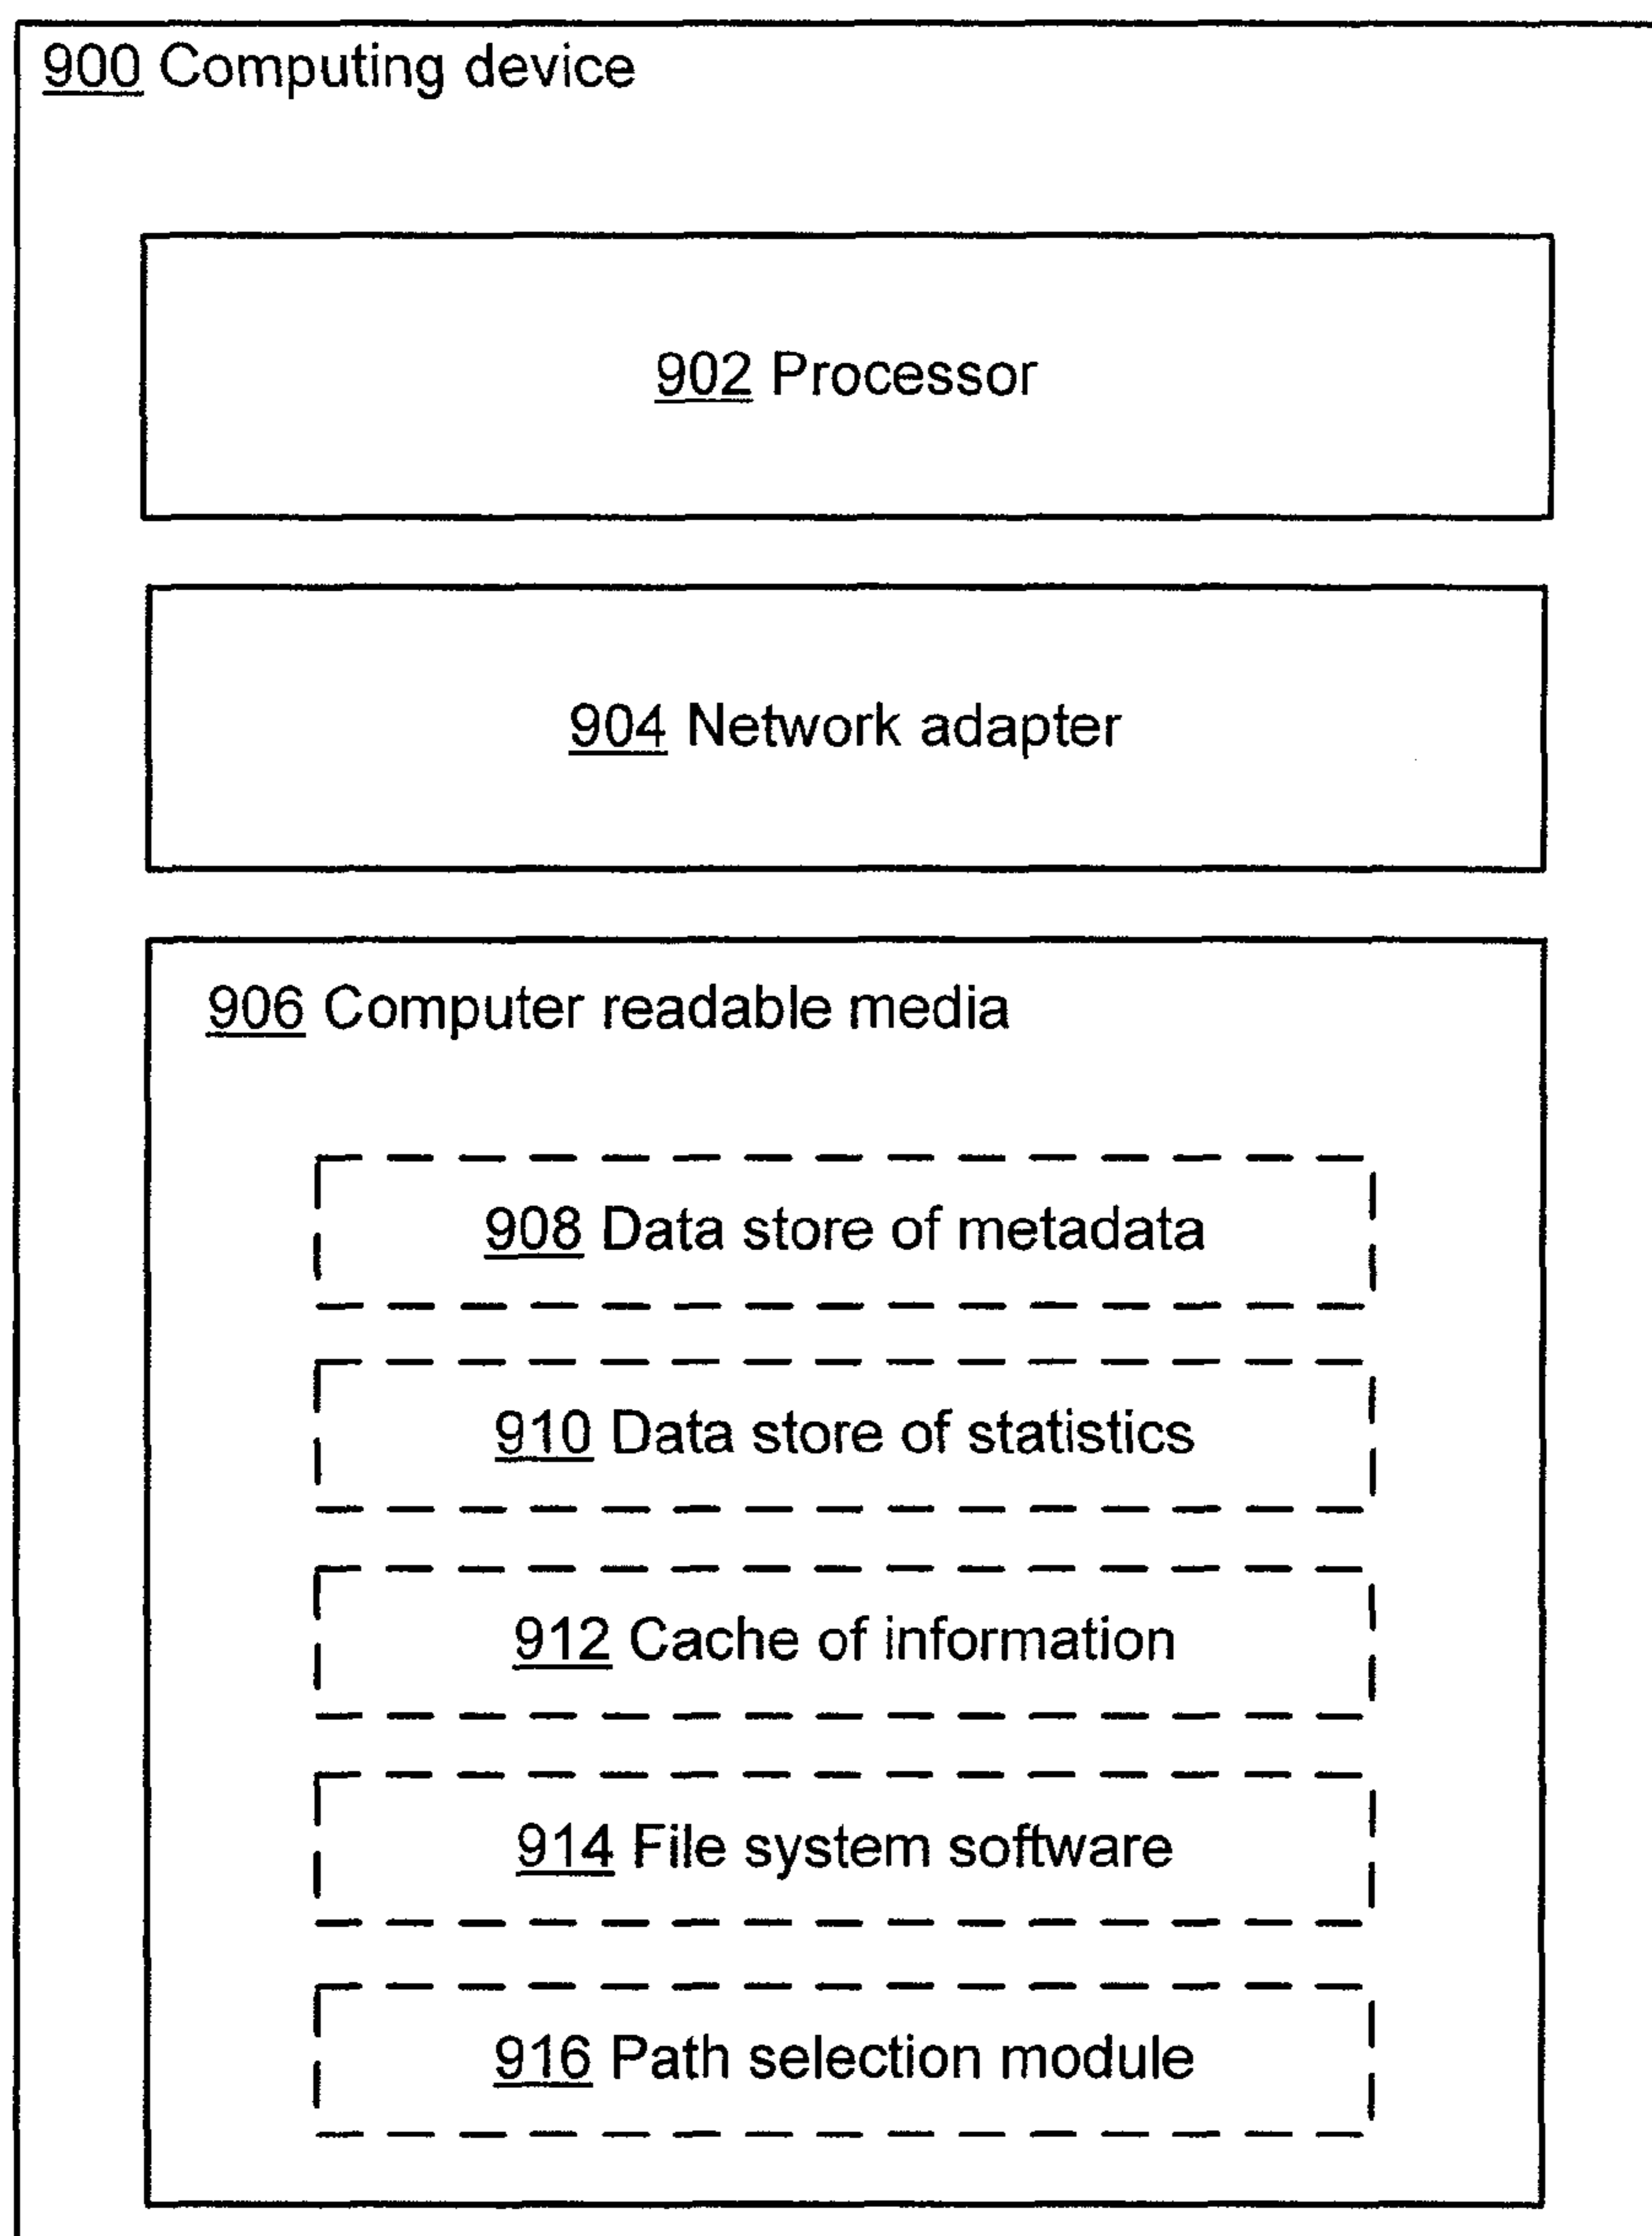 900 Computing device
902 Processor
904 Network adapter
906 Computer readable media
908 Data store of metadata
910 Data store of statistics
912 Cache of information
914 File system software
916 Path selection module